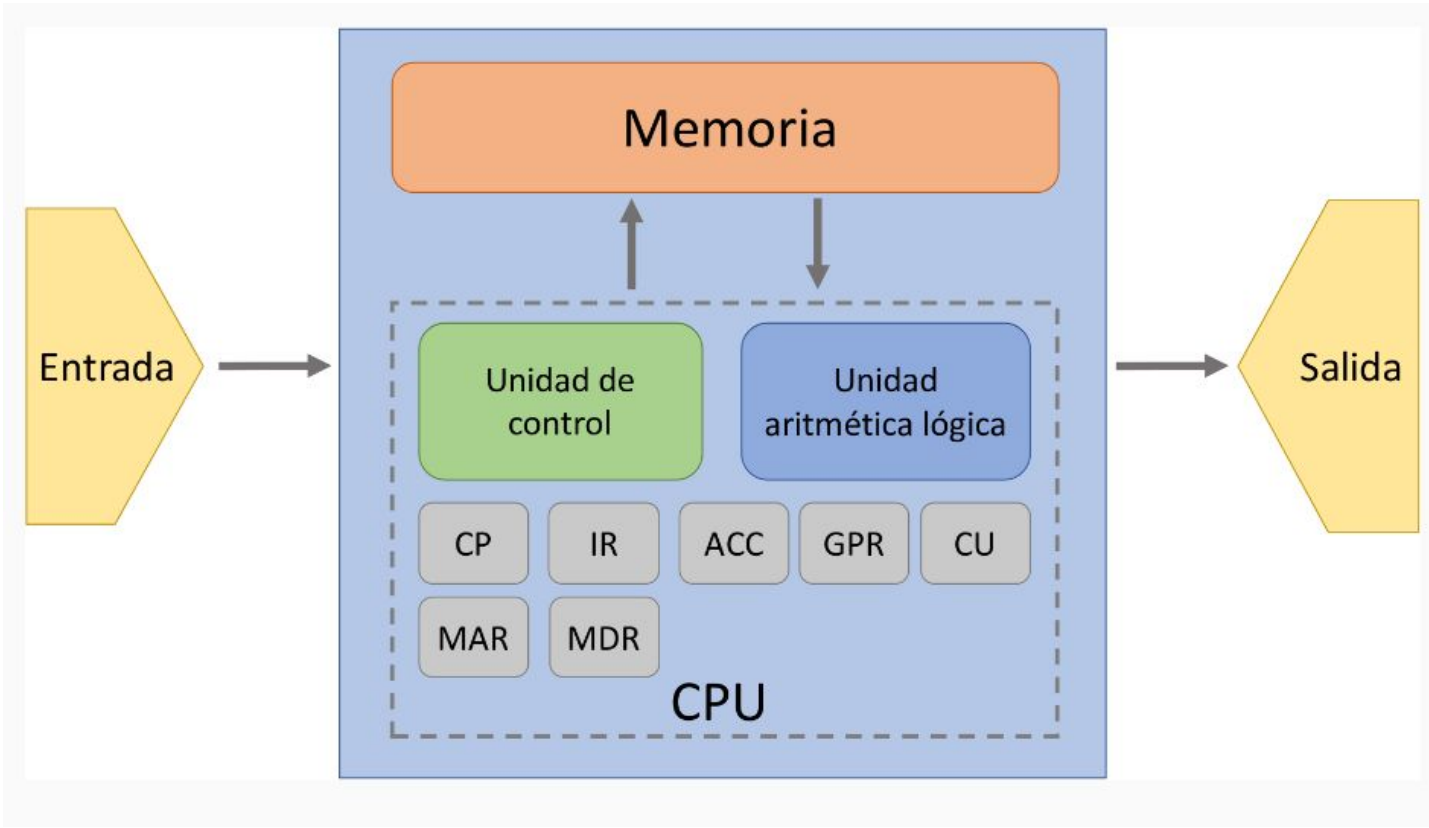 Memoria
Entrada
Unidad de
control
Unidad
aritmética lógica
Salida
CP
IR
ACC
GPR
CU
MAR
MDR
CPU